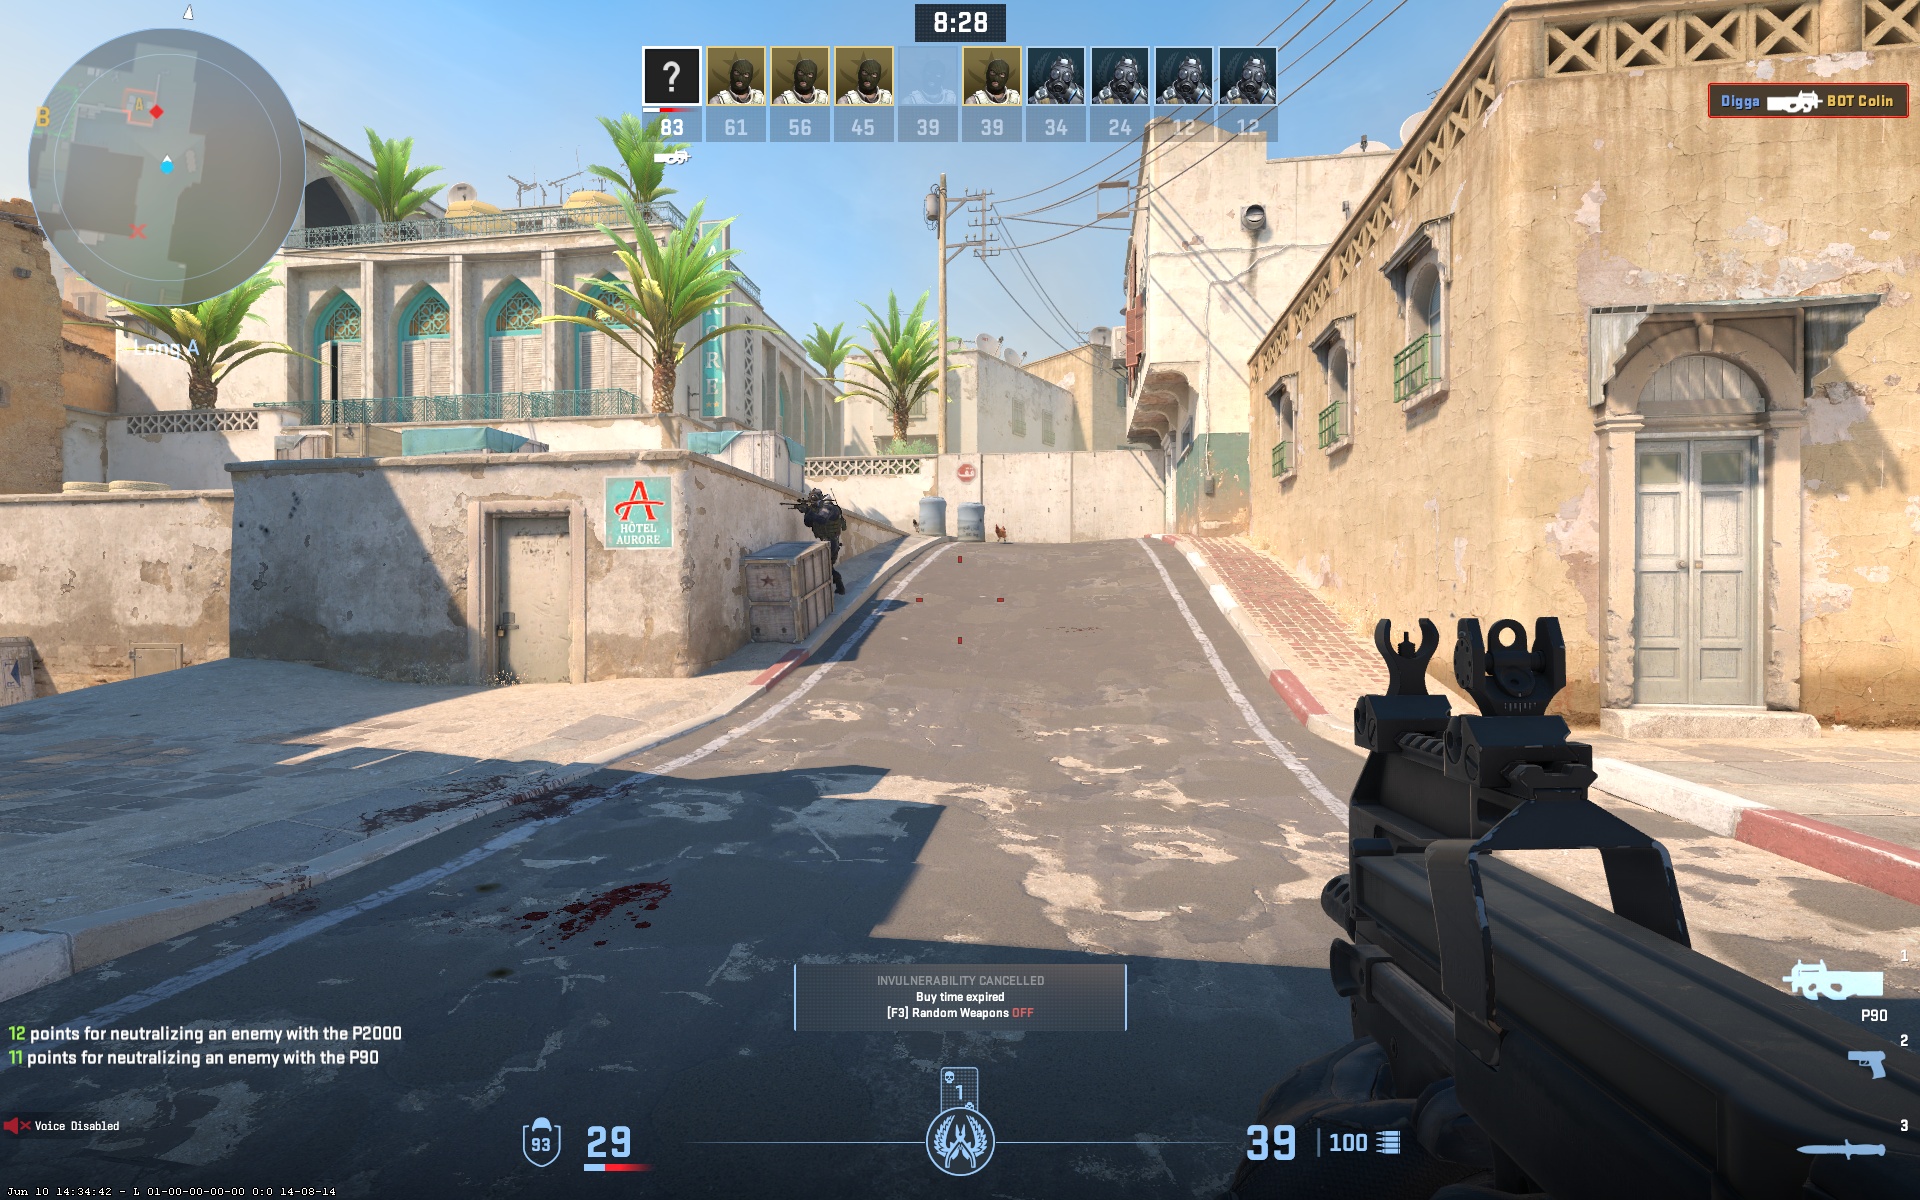 8:28
?
83 61 56 45 39 39 34 24 12 12
Digga BOT Colin
B
A
Long A
A
HÔTEL
AURORE
INVULNERABILITY CANCELLED
Buy time expired
[F3] Random Weapons OFF
12 points for neutralizing an enemy with the P2000
11 points for neutralizing an enemy with the P90
Voice Disabled
93
29
1
39 | 100
1
P90
2
3
Jun 10 14:34:42 - L 01-00-00-00-00 0:0 14-08-14